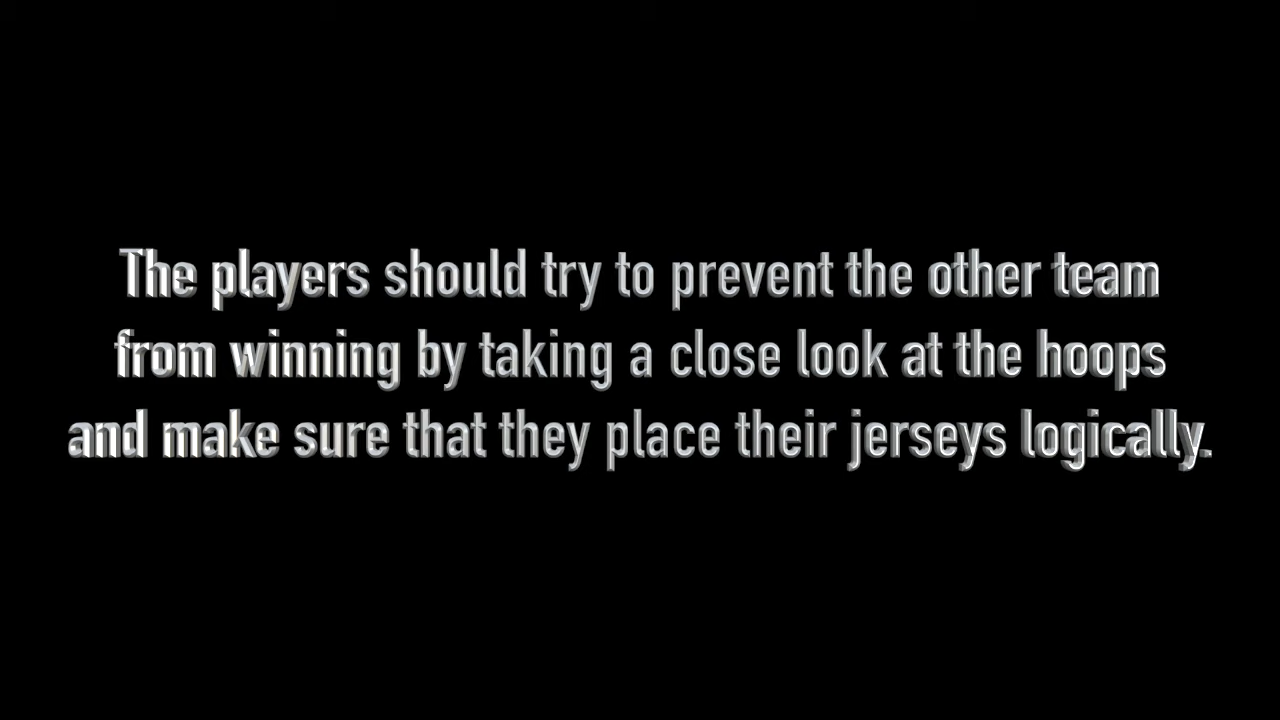 The players should try to prevent the other team
from winning by taking a close look at the hoops
and make sure that they place their jerseys logically.